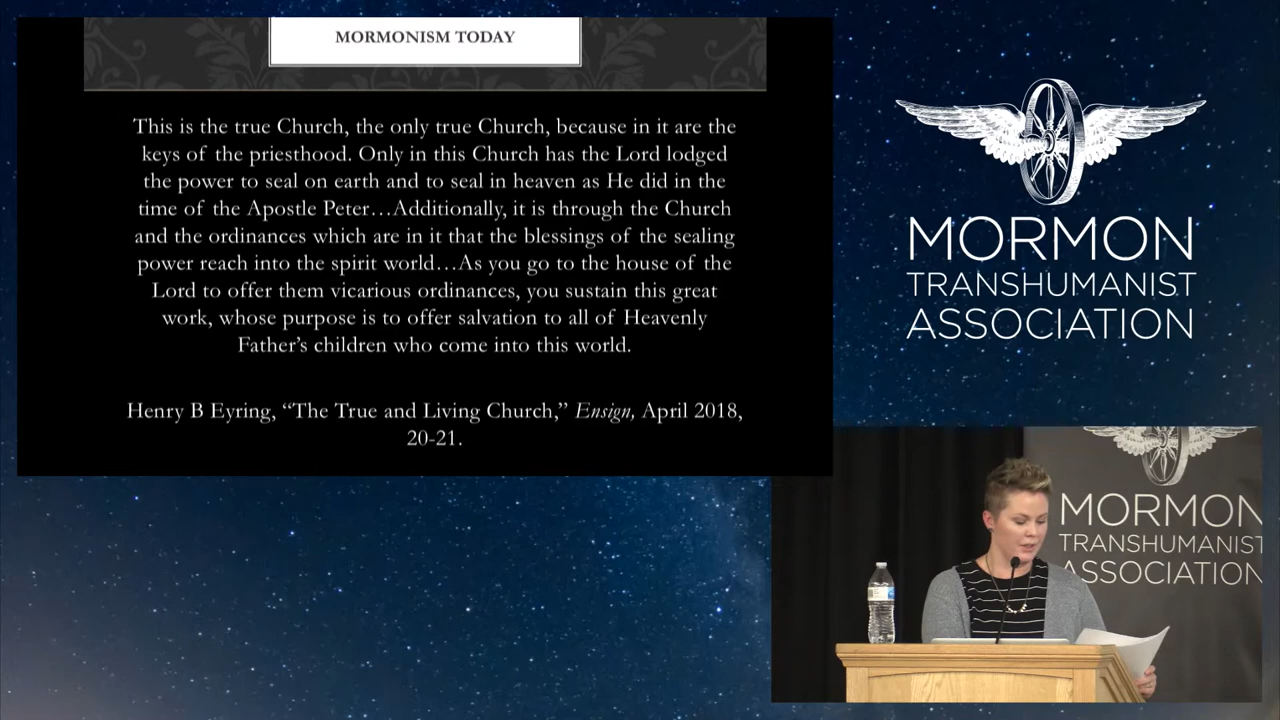 MORMONISM TODAY
This is the true Church, the only true Church, because in it are the
keys of the priesthood. Only in this Church has the Lord lodged
the power to seal on earth and to seal in heaven as He did in the
time of the Apostle Peter…Additionally, it is through the Church
and the ordinances which are in it that the blessings of the sealing
power reach into the spirit world…As you go to the house of the
Lord to offer them vicarious ordinances, you sustain this great
work, whose purpose is to offer salvation to all of Heavenly
Father’s children who come into this world.
Henry B Eyring, “The True and Living Church,” Ensign, April 2018,
20-21.
MORMON
TRANSHUMANIST
ASSOCIATION
MORMON
TRANSHUMANIST
ASSOCIATION